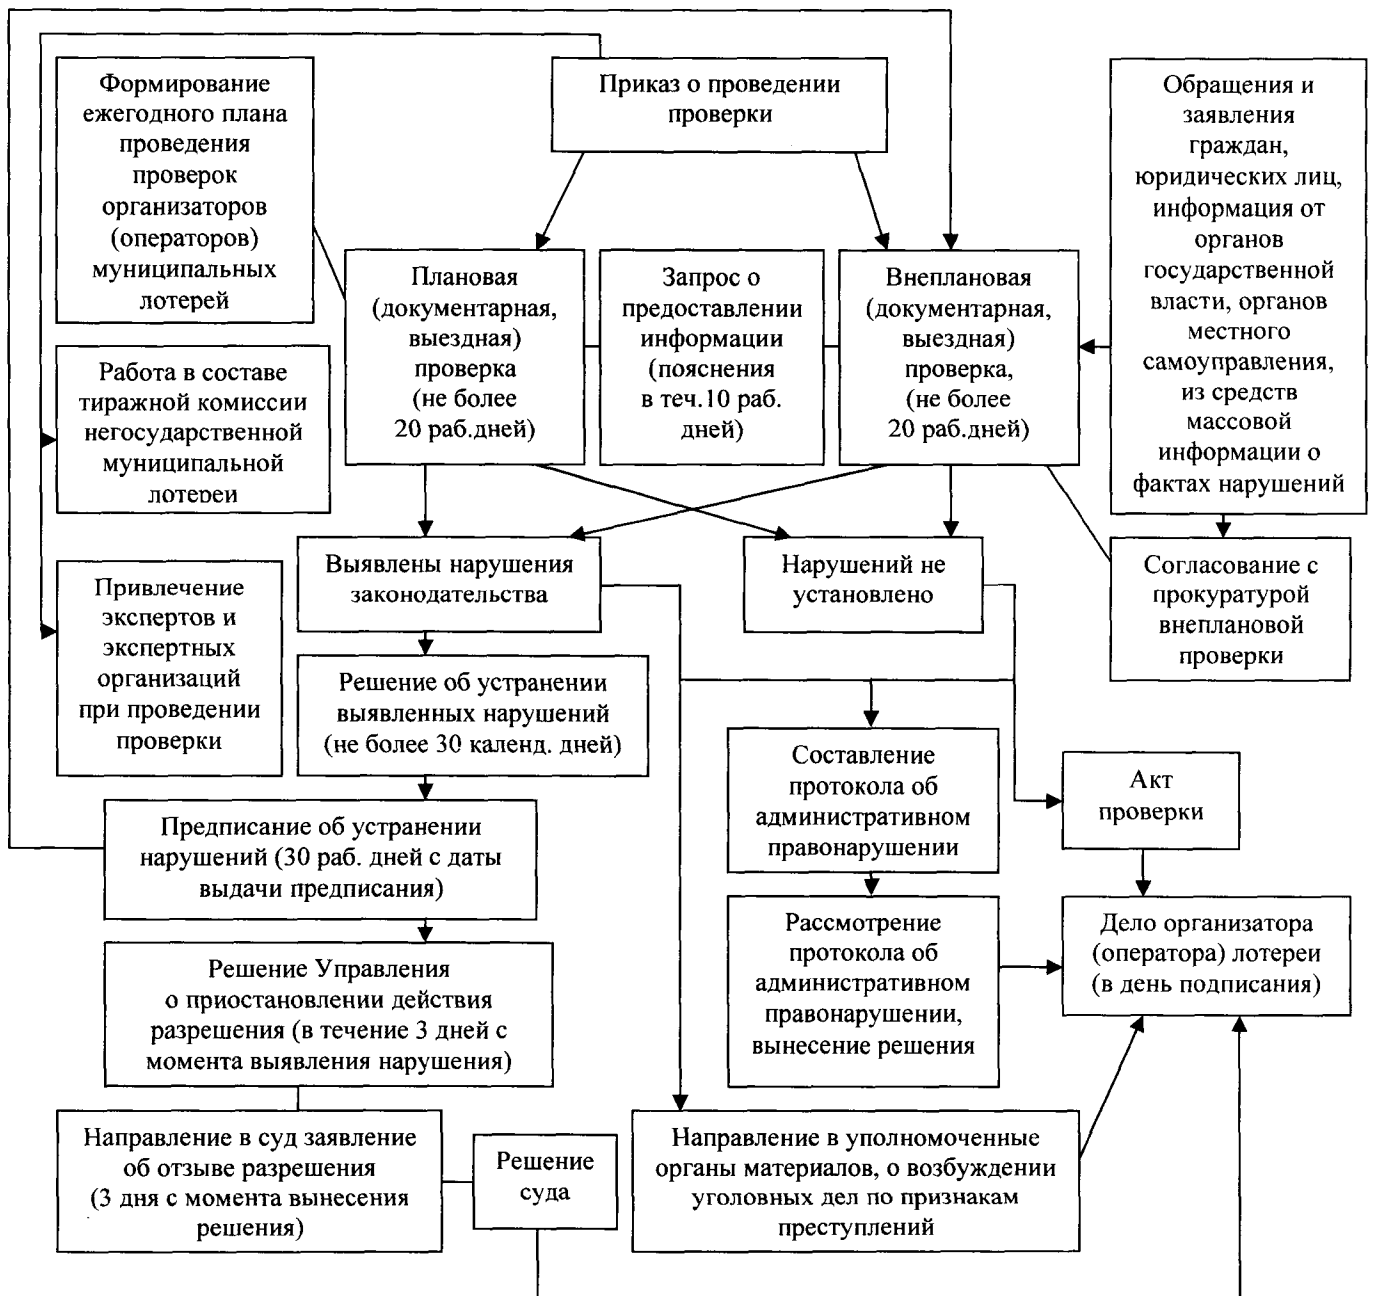 Формирование
ежегодного плана
проведения
проверок
организаторов
(операторов)
муниципальных
лотерей
Приказ о проведении
проверки
Обращения и
заявления
граждан,
юридических лиц,
информация от
органов
государственной
власти, органов
местного
самоуправления,
из средств
массовой
информации о
фактах нарушений
Плановая
(документарная,
выездная)
проверка
(не более
20 раб.дней)
Запрос о
предоставлении
информации
(пояснения
в теч.10 раб.
дней)
Внеплановая
(документарная,
выездная)
проверка,
(не более
20 раб.дней)
Работа в составе
тиражной комиссии
негосударственной
муниципальной
лотереи
Выявлены нарушения
законодательства
Нарушений не
установлено
Согласование с
прокуратурой
внеплановой
проверки
Привлечение
экспертов и
экспертных
организаций
при проведении
проверки
Решение об устранении
выявленных нарушений
(не более 30 календ. дней)
Составление
протокола об
административном
правонарушении
Акт
проверки
Предписание об устранении
нарушений (30 раб. дней с даты
выдачи предписания)
Рассмотрение
протокола об
административном
правонарушении,
вынесение решения
Дело организатора
(оператора) лотереи
(в день подписания)
Решение Управления
о приостановлении действия
разрешения (в течение 3 дней с
момента выявления нарушения)
Направление в суд заявление
об отзыве разрешения
(3 дня с момента вынесения
решения)
Решение
суда
Направление в уполномоченные
органы материалов, о возбуждении
уголовных дел по признакам
преступлений